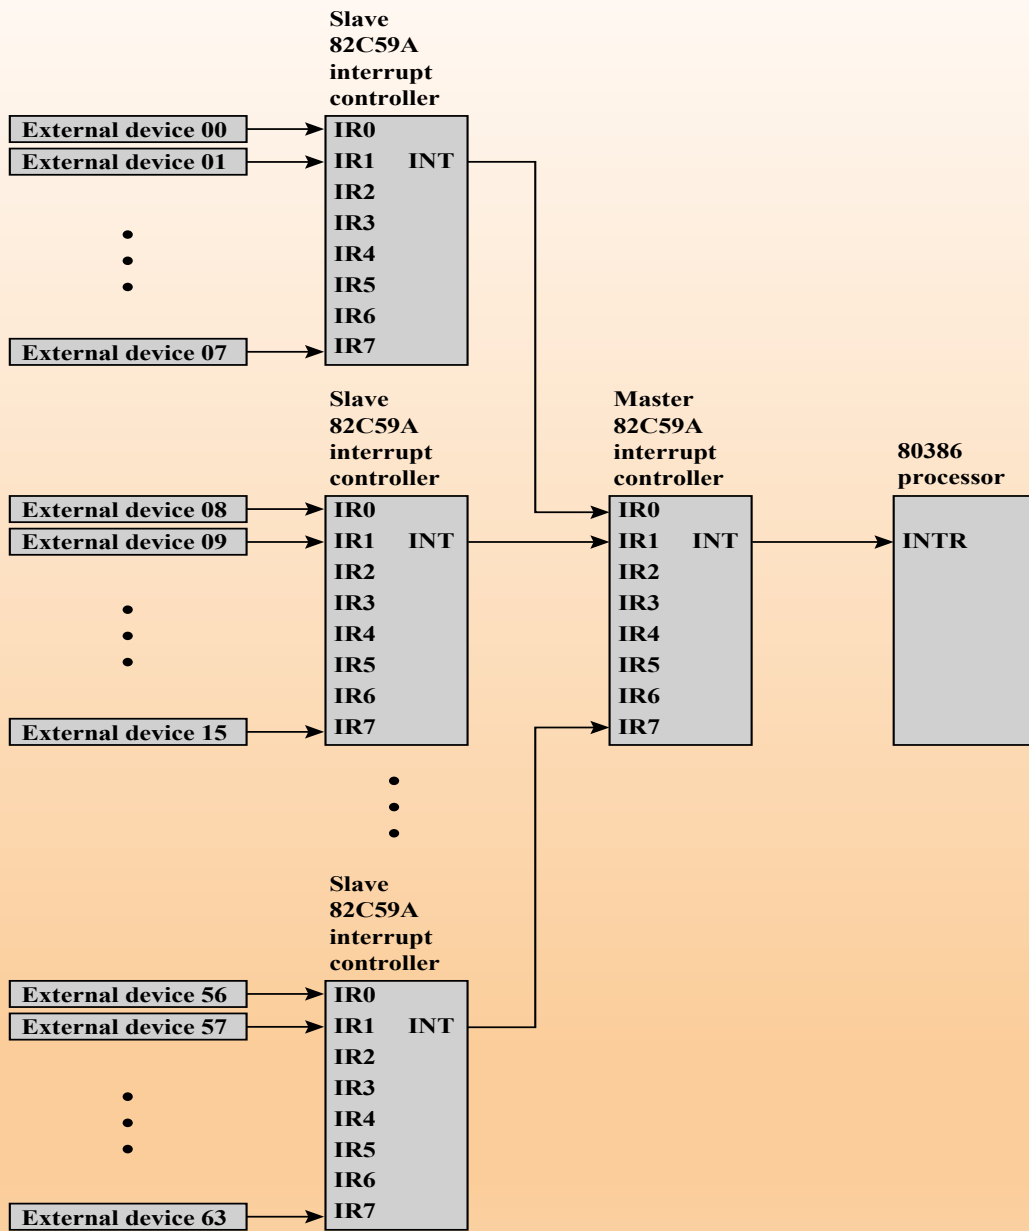 Slave
82C59A
interrupt
controller
External device 00
IR0
External device 01
IR1 INT
IR2
IR3
IR4
IR5
IR6
External device 07
IR7
Slave
82C59A
interrupt
controller
External device 08
IR0
External device 09
IR1 INT
IR2
IR3
IR4
IR5
IR6
External device 15
IR7
Master
82C59A
interrupt
controller
IR0
IR1 INT
IR2
IR3
IR4
IR5
IR6
IR7
80386
processor
INTR
Slave
82C59A
interrupt
controller
External device 56
IR0
External device 57
IR1 INT
IR2
IR3
IR4
IR5
IR6
External device 63
IR7